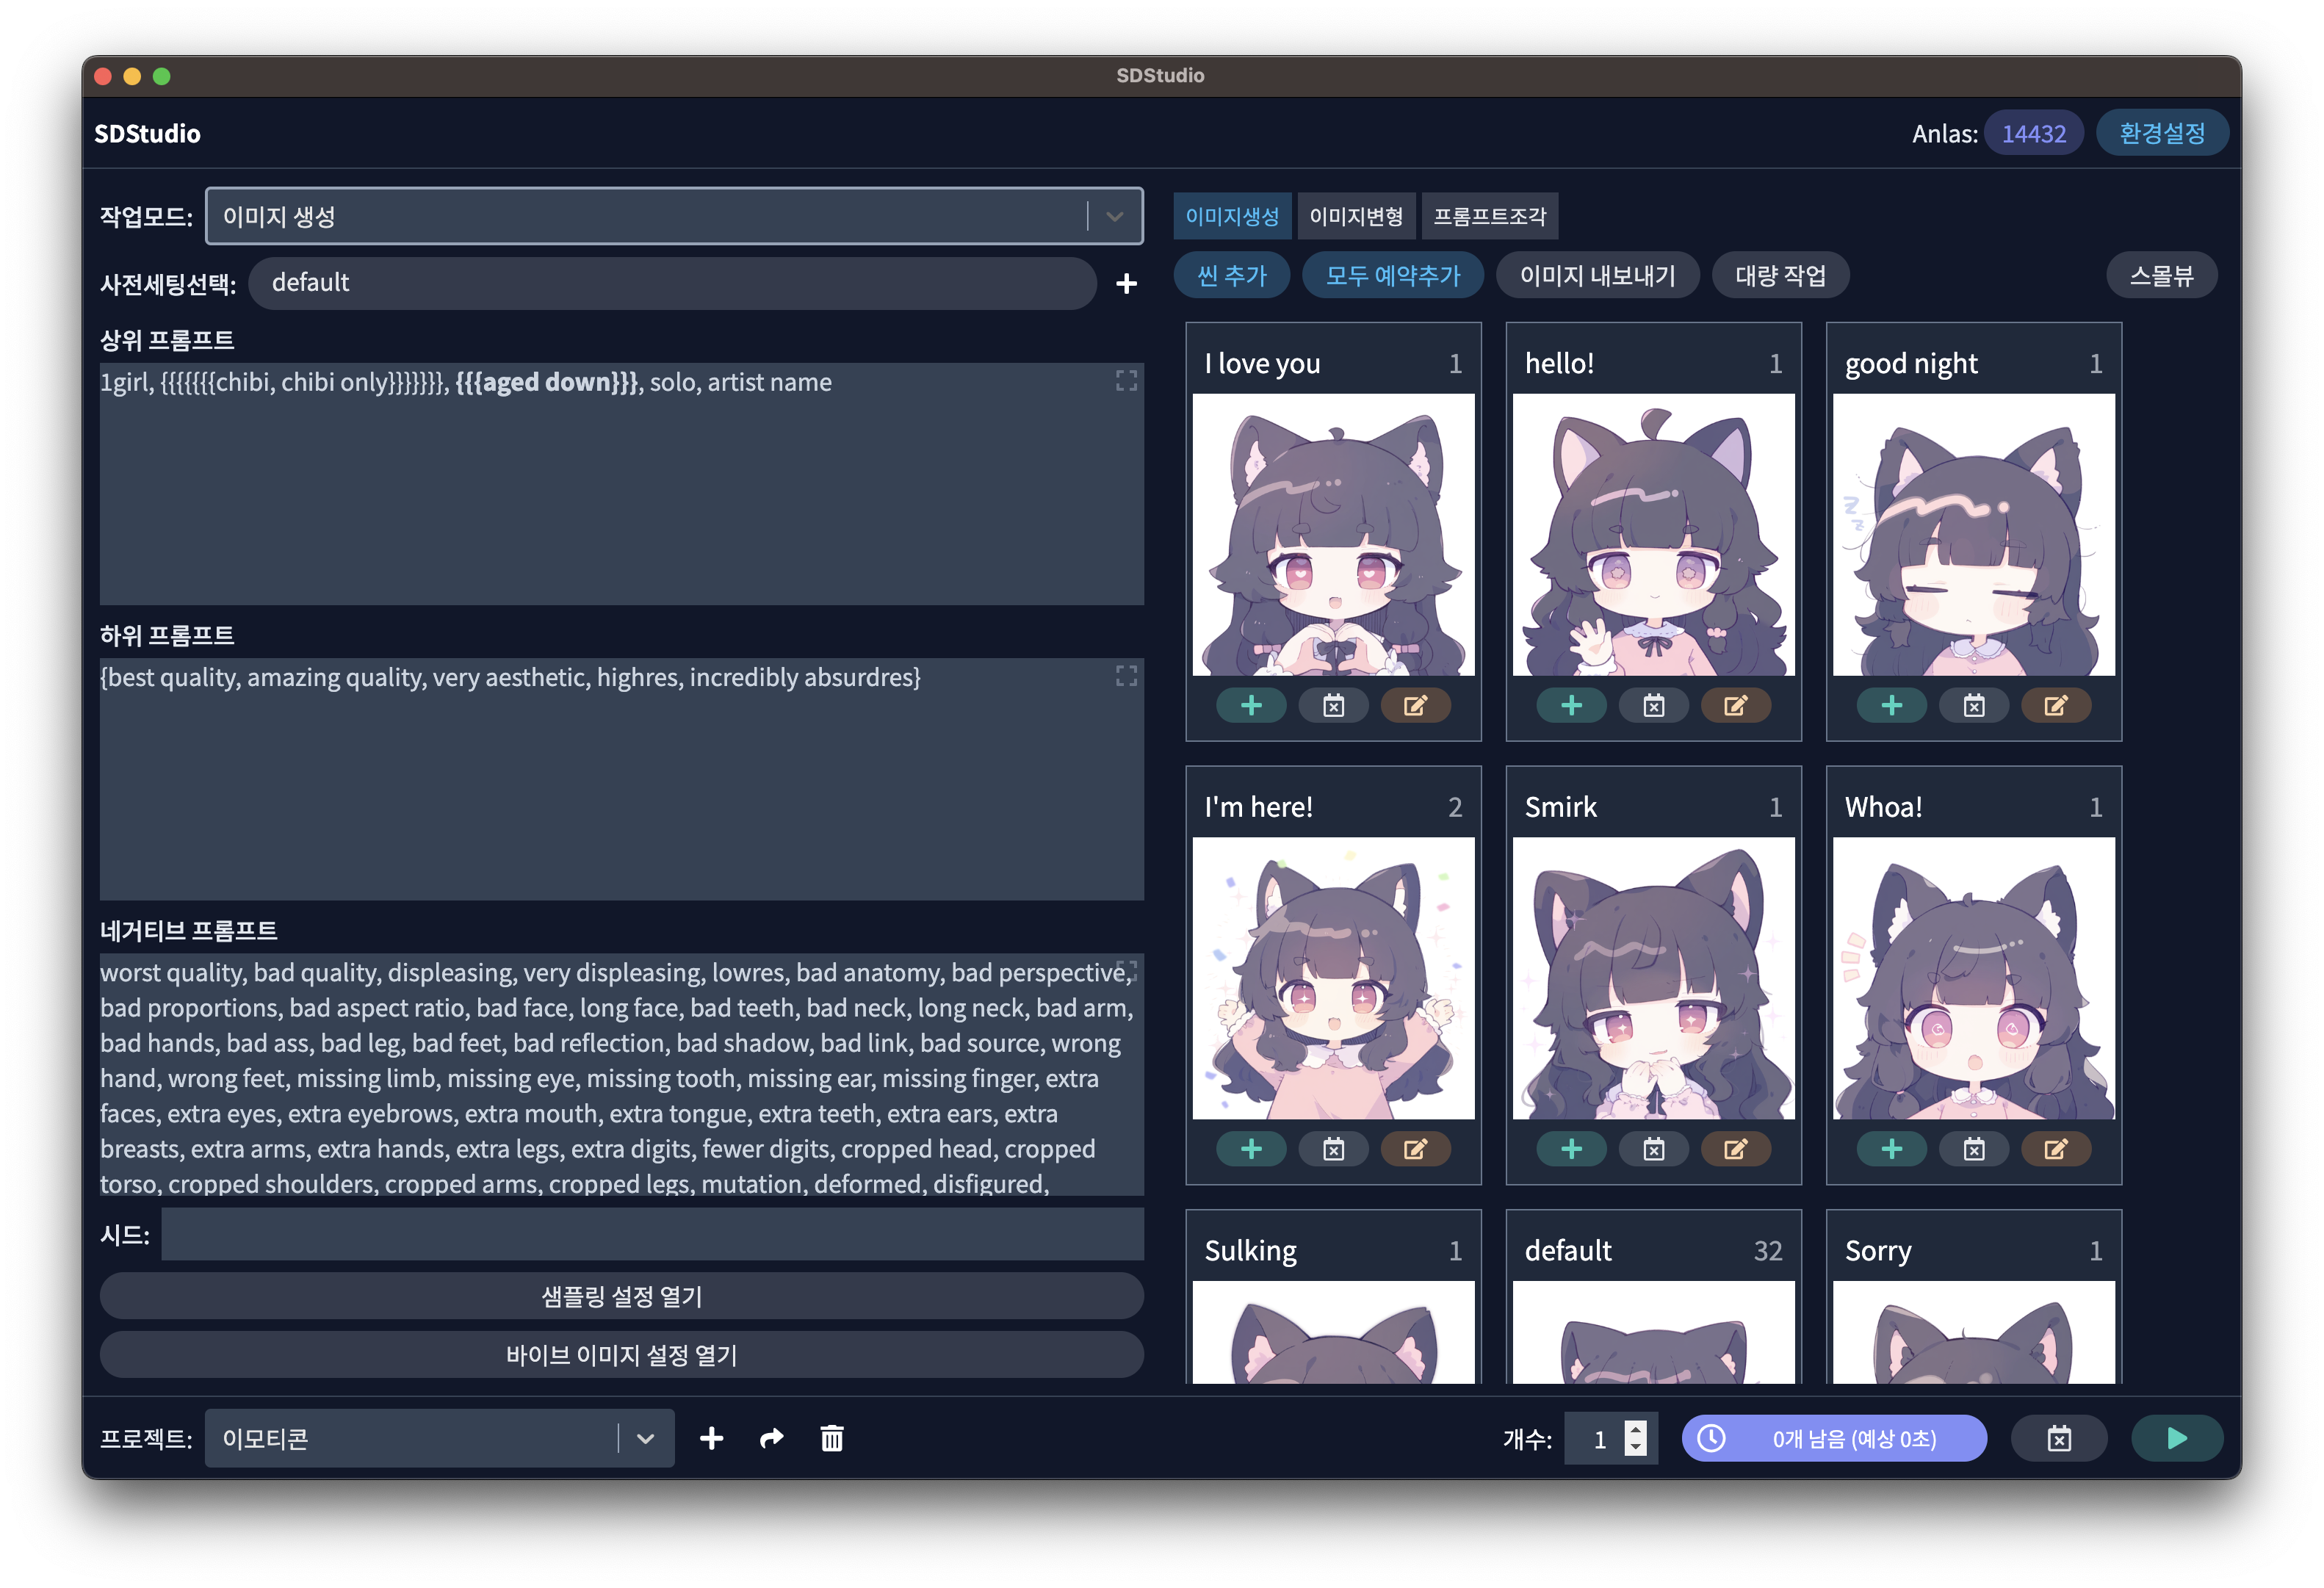 SDStudio
SDStudio
Anlas: 14432 환경설정
작업모드: 이미지 생성
사전세팅선택: default
상위 프롬프트
1girl, {{{{{{{chibi, chibi only}}}}}}}, {{{aged down}}}, solo, artist name
하위 프롬프트
{best quality, amazing quality, very aesthetic, highres, incredibly absurdres}
네거티브 프롬프트
worst quality, bad quality, displeasing, very displeasing, lowres, bad anatomy, bad perspective,
bad proportions, bad aspect ratio, bad face, long face, bad teeth, bad neck, long neck, bad arm,
bad hands, bad ass, bad leg, bad feet, bad reflection, bad shadow, bad link, bad source, wrong
hand, wrong feet, missing limb, missing eye, missing tooth, missing ear, missing finger, extra
faces, extra eyes, extra eyebrows, extra mouth, extra tongue, extra teeth, extra ears, extra
breasts, extra arms, extra hands, extra legs, extra digits, fewer digits, cropped head, cropped
torso, cropped shoulders, cropped arms, cropped legs, mutation, deformed, disfigured,
시드:
샘플링 설정 열기
바이브 이미지 설정 열기
이미지생성 이미지변형 프롬프트조각
씬 추가 모두 예약추가 이미지 내보내기 대량 작업 스몰뷰
I love you 1
hello! 1
good night 1
z
z
I'm here! 2
Smirk 1
Whoa! 1
Sulking 1
default 32
Sorry 1
프로젝트: 이모티콘
개수: 1 0개 남음 (예상 0초)